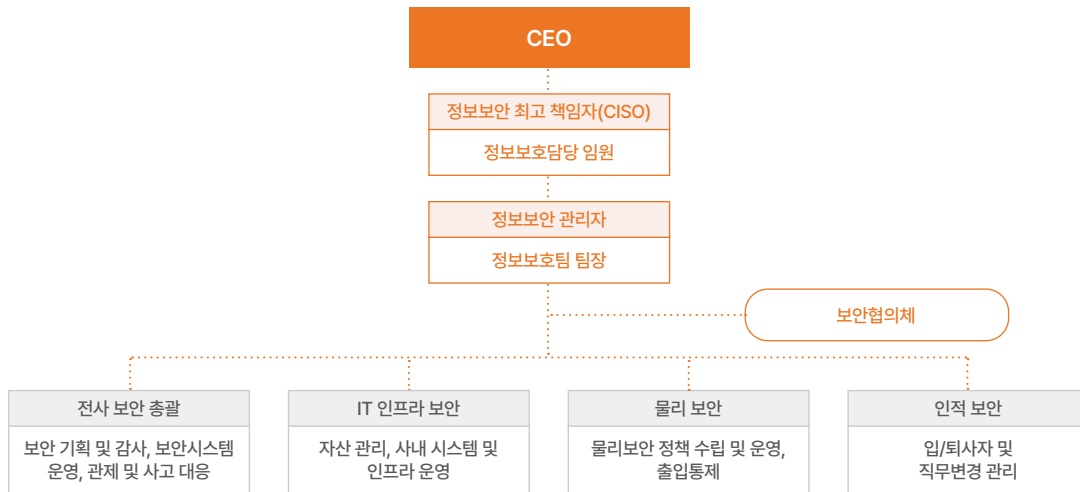 CEO
정보보안 최고 책임자(CISO)
정보보호담당 임원
정보보안 관리자
정보보호팀 팀장
보안협의체
전사 보안 총괄
보안 기획 및 감사, 보안시스템
운영, 관제 및 사고 대응
IT 인프라 보안
자산 관리, 사내 시스템 및
인프라 운영
물리 보안
물리보안 정책 수립 및 운영,
출입통제
인적 보안
입/퇴사자 및
직무변경 관리